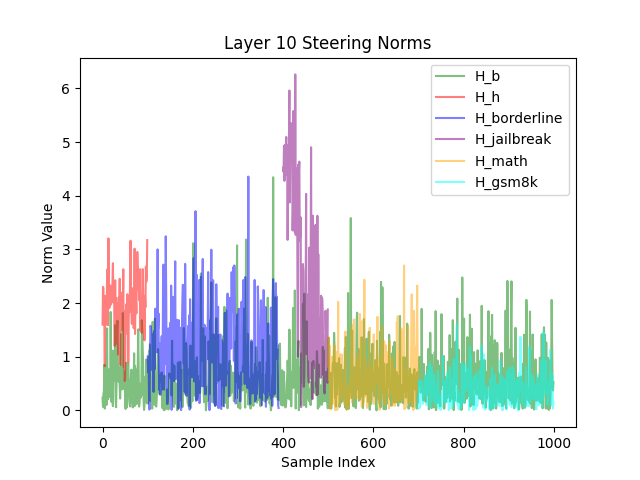 Layer 10 Steering Norms
H_b
H_h
H_borderline
H_jailbreak
H_math
H_gsm8k
Norm Value
6
5
4
3
2
1
0
0 200 400 600 800 1000
Sample Index